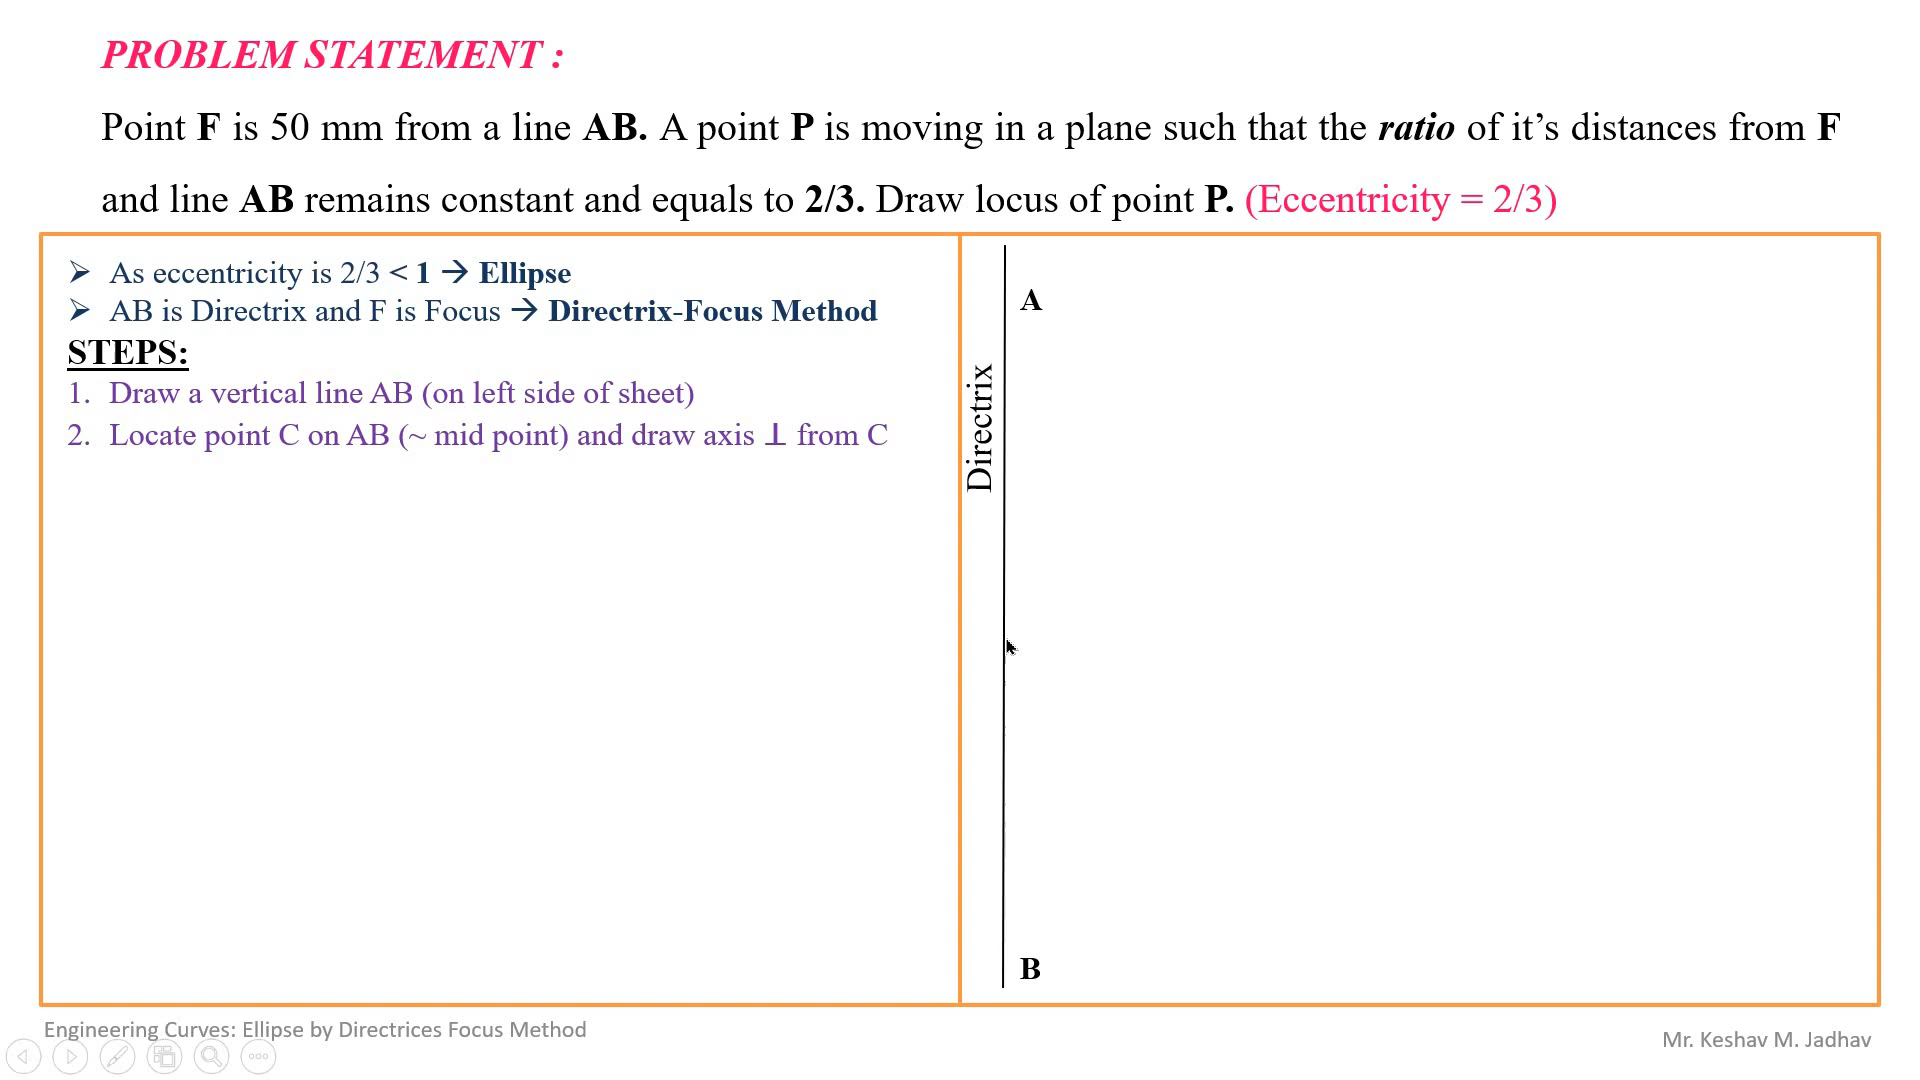 PROBLEM STATEMENT :
Point F is 50 mm from a line AB. A point P is moving in a plane such that the ratio of it’s distances from F
and line AB remains constant and equals to 2/3. Draw locus of point P. (Eccentricity = 2/3)
➢ As eccentricity is 2/3 < 1 → Ellipse
➢ AB is Directrix and F is Focus → Directrix-Focus Method
STEPS:
1. Draw a vertical line AB (on left side of sheet)
2. Locate point C on AB (~ mid point) and draw axis ⊥ from C
A
Directrix
B
Engineering Curves: Ellipse by Directrices Focus Method
Mr. Keshav M. Jadhav